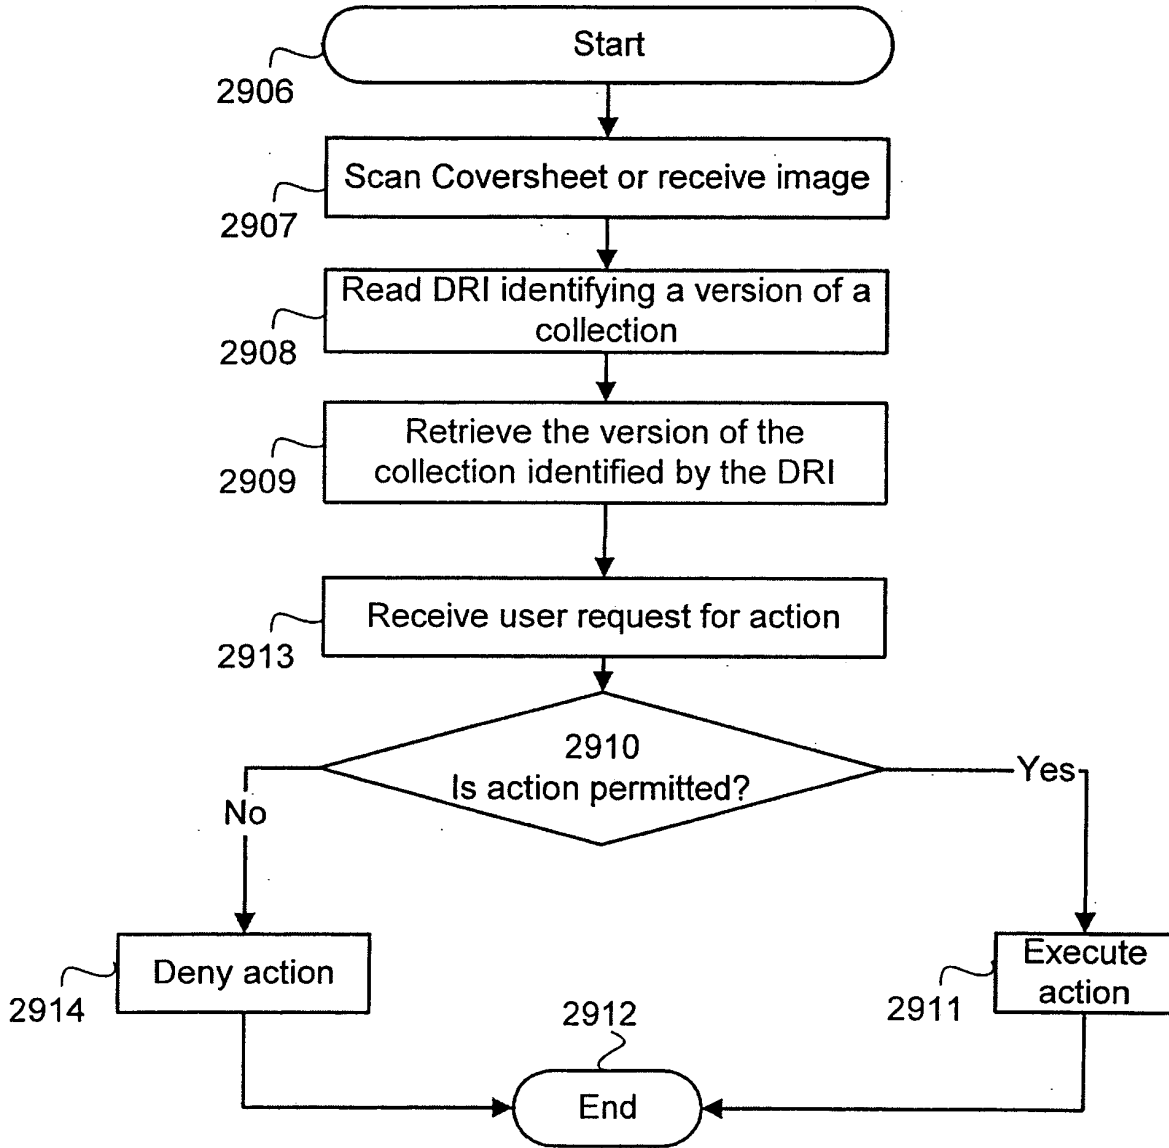 Start
2906
Scan Coversheet or receive image
2907
Read DRI identifying a version of a
collection
2908
Retrieve the version of the
collection identified by the DRI
2909
Receive user request for action
2913
2910
Is action permitted?
No
Yes
Deny action
2914
Execute
action
2911
2912
End